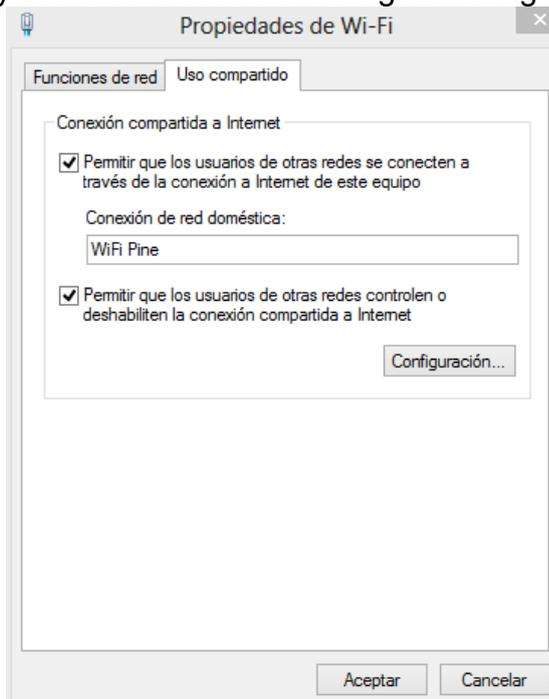 Propiedades de Wi-Fi
Funciones de red
Uso compartido
Conexión compartida a Internet
Permitir que los usuarios de otras redes se conecten a
través de la conexión a Internet de este equipo
Conexión de red doméstica:
WiFi Pine
Permitir que los usuarios de otras redes controlen o
deshabiliten la conexión compartida a Internet
Configuración...
Aceptar
Cancelar